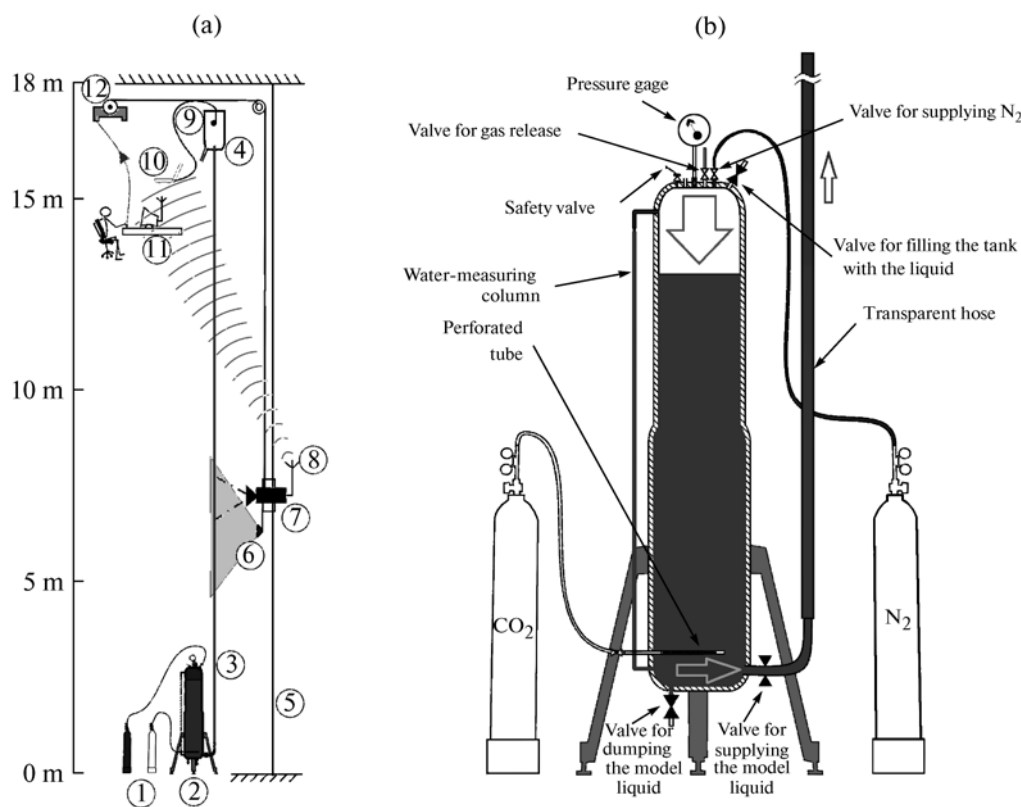 (a)
18 m
15 m
10 m
5 m
0 m
12
9
4
10
11
8
7
6
3
5
1
2
(b)
Pressure gage
Valve for gas release
Valve for supplying N2
Safety valve
Valve for filling the tank
with the liquid
Water-measuring
column
Transparent hose
Perforated
tube
CO2
N2
Valve for
dumping
the model
liquid
Valve for
supplying
the model
liquid